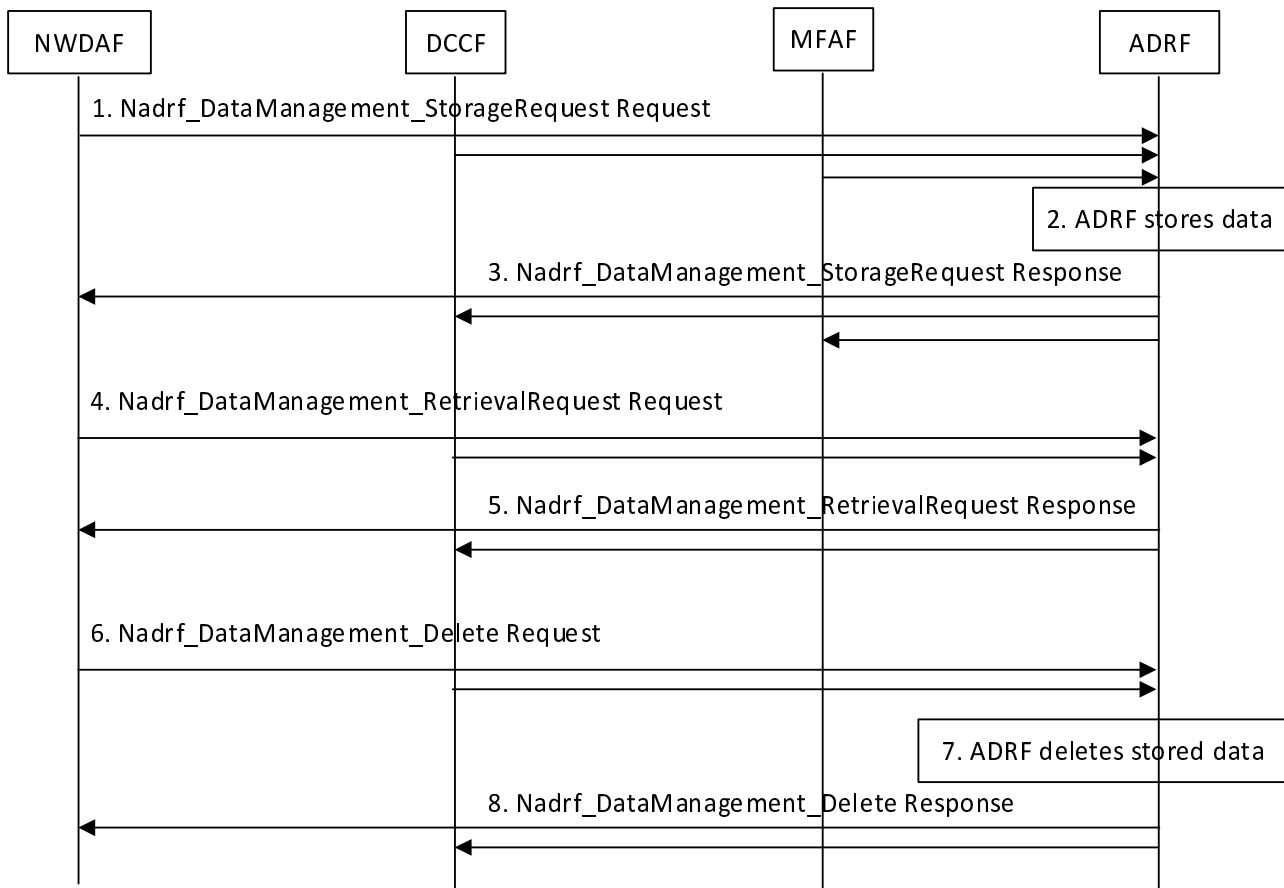 NWDAF
DCCF
MFAF
ADRF
1. Nadrf_DataManagement_StorageRequest Request
2. ADRF stores data
3. Nadrf_DataManagement_StorageRequest Response
4. Nadrf_DataManagement_RetrievalRequest Request
5. Nadrf_DataManagement_RetrievalRequest Response
6. Nadrf_DataManagement_Delete Request
7. ADRF deletes stored data
8. Nadrf_DataManagement_Delete Response